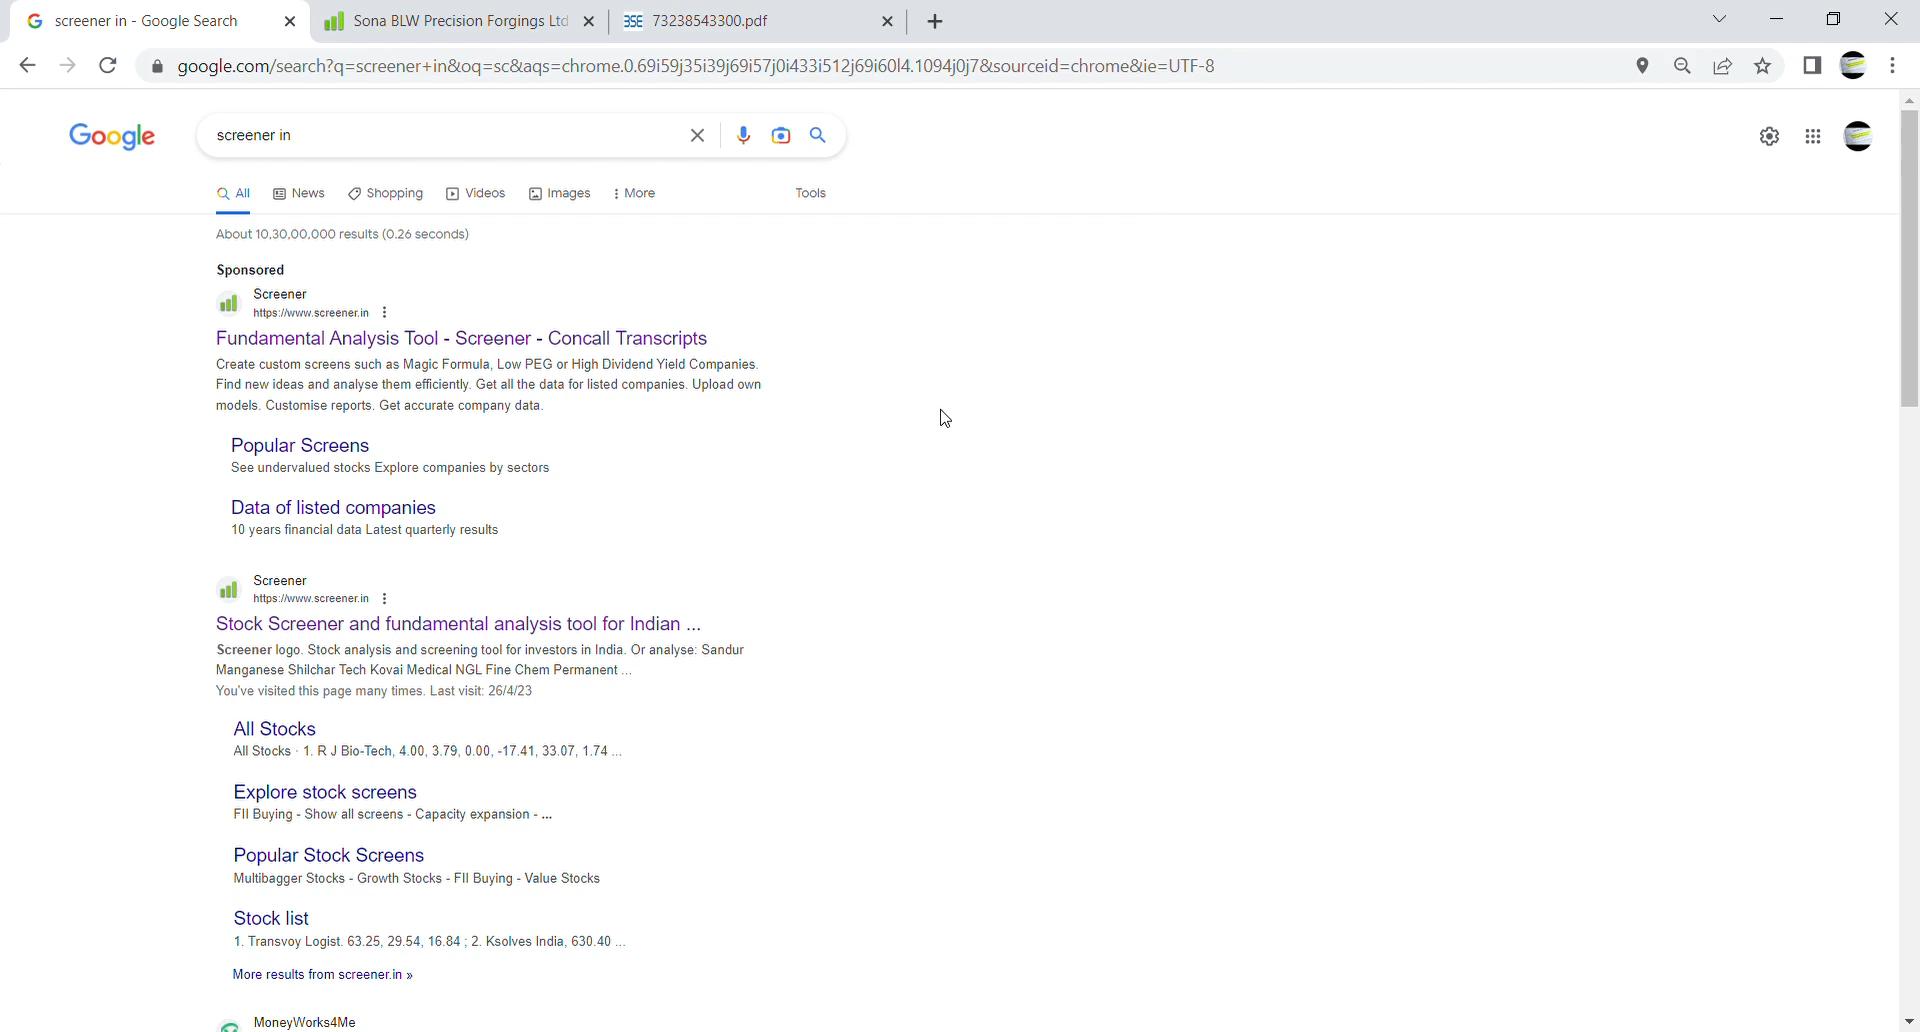 screener in - Google Search
Sona BLW Precision Forgings Ltd
BSE 73238543300.pdf
google.com/search?q=screener+in&oq=sc&aqs=chrome.0.69i59j35i39j69i57j0i433i512j69i60l4.1094j0j7&sourceid=chrome&ie=UTF-8
Google
screener in
All
News
Shopping
Videos
Images
More
Tools
About 10,30,00,000 results (0.26 seconds)
Sponsored
Screener
https://www.screener.in
Fundamental Analysis Tool - Screener - Concall Transcripts
Create custom screens such as Magic Formula, Low PEG or High Dividend Yield Companies.
Find new ideas and analyse them efficiently. Get all the data for listed companies. Upload own
models. Customise reports. Get accurate company data.
Popular Screens
See undervalued stocks Explore companies by sectors
Data of listed companies
10 years financial data Latest quarterly results
Screener
https://www.screener.in
Stock Screener and fundamental analysis tool for Indian ...
Screener logo. Stock analysis and screening tool for investors in India. Or analyse: Sandur
Manganese Shilchar Tech Kovai Medical NGL Fine Chem Permanent ...
You've visited this page many times. Last visit: 26/4/23
All Stocks
All Stocks · 1. R J Bio-Tech, 4.00, 3.79, 0.00, -17.41, 33.07, 1.74 ...
Explore stock screens
FII Buying - Show all screens - Capacity expansion - ...
Popular Stock Screens
Multibagger Stocks - Growth Stocks - FII Buying - Value Stocks
Stock list
1. Transvoy Logist. 63.25, 29.54, 16.84 ; 2. Ksolves India, 630.40 ...
More results from screener.in »
MoneyWorks4Me